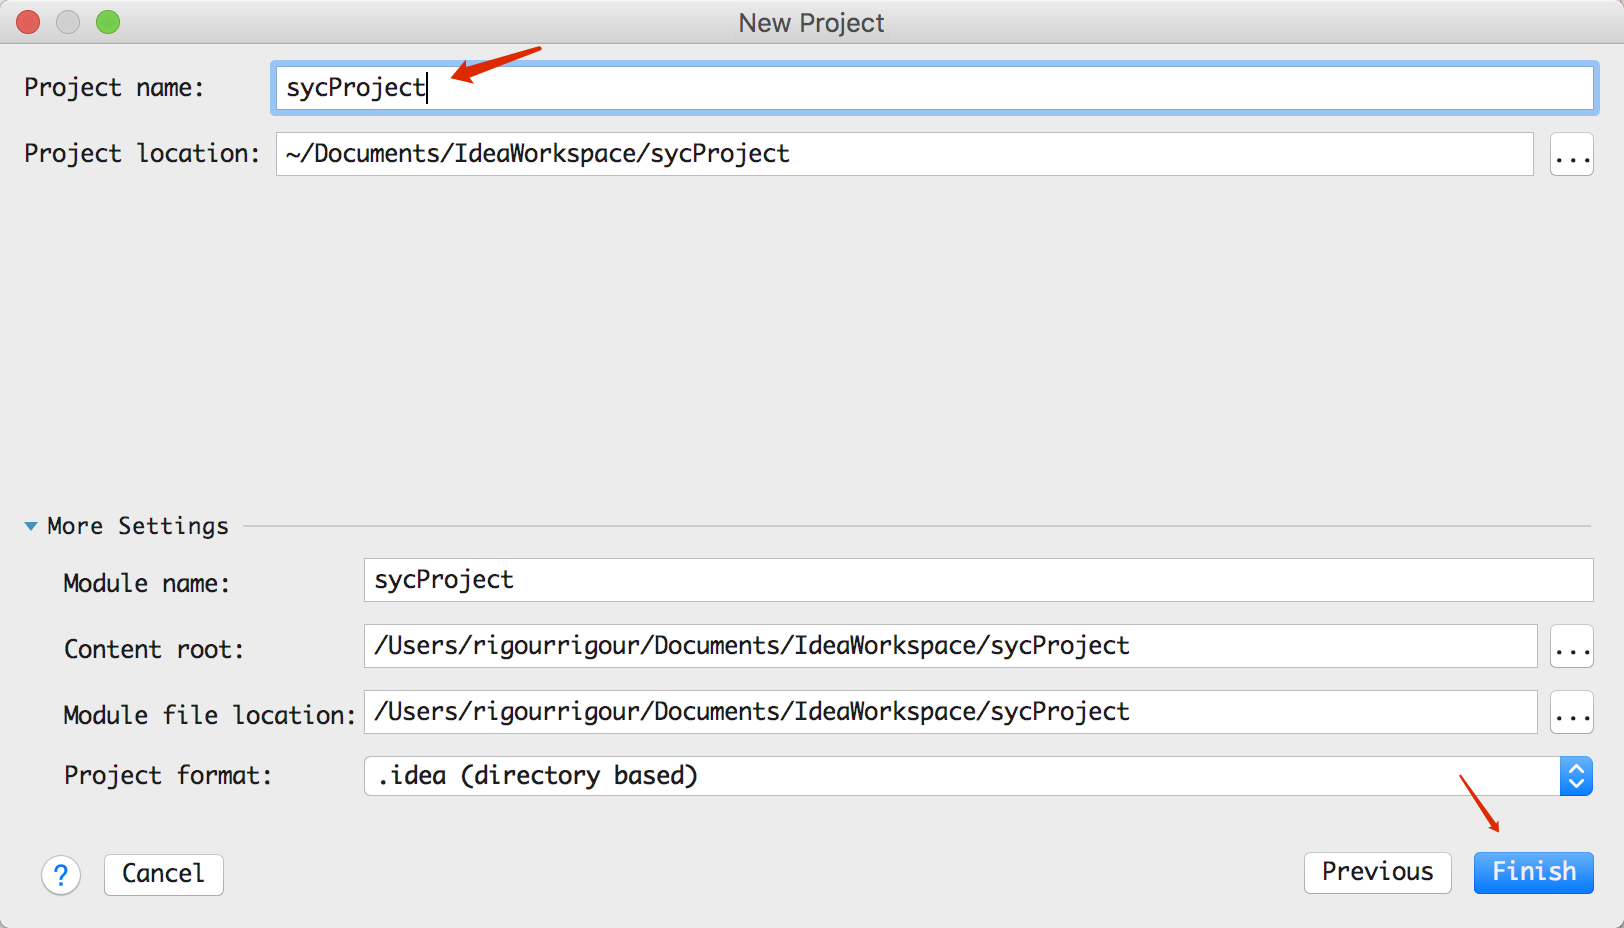 New Project
Project name: sycProject
Project location: ~/Documents/IdeaWorkspace/sycProject ...
More Settings
Module name: sycProject
Content root: /Users/rigourrigour/Documents/IdeaWorkspace/sycProject ...
Module file location: /Users/rigourrigour/Documents/IdeaWorkspace/sycProject ...
Project format: .idea (directory based)
? Cancel Previous Finish